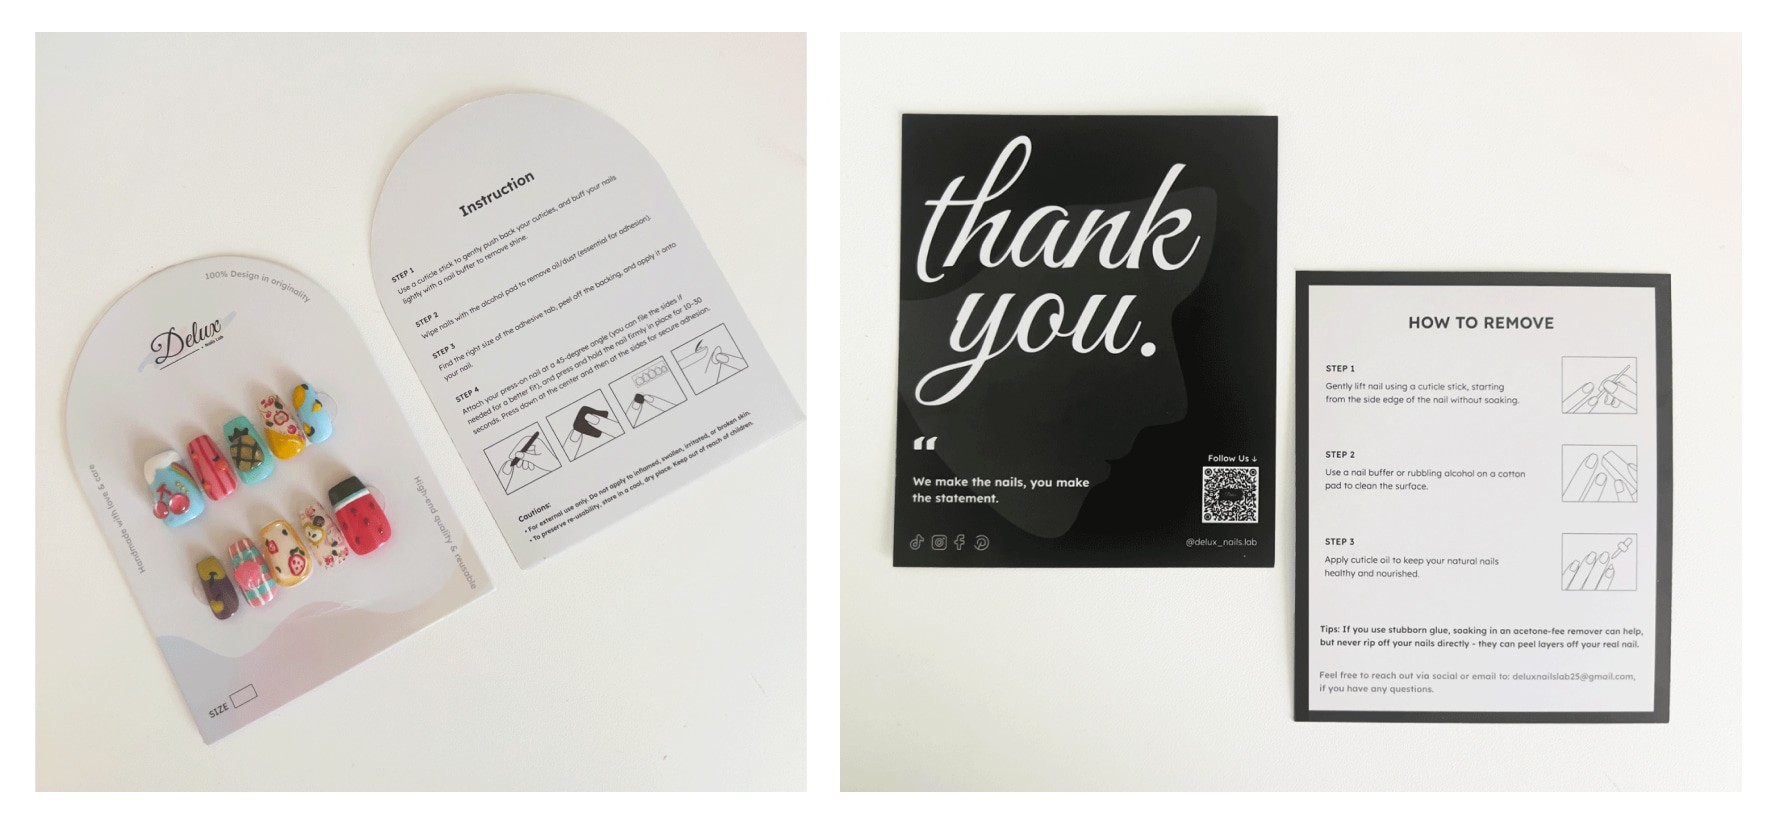 100% Design in originality
Delux
Nails Lab
Handmade with love & care
High-end quality & reusable
SIZE
Instruction
STEP 1
Use a cuticle stick to gently push back your cuticles, and buff your nails
lightly with a nail buffer to remove shine.
STEP 2
Wipe nails with the alcohol pad to remove oil/dust (essential for adhesion)
STEP 3
Find the right size of the adhesive tab, peel off the backing, and apply it onto
your nail.
STEP 4
Attach your press-on nail at a 45-degree angle (you can file the sides if
needed for a better fit), and press and hold the nail firmly in place for 10-30
seconds. Press down at the center and then at the sides for secure adhesion.
Cautions:
• For external use only. Do not apply to inflamed, swollen, irritated, or broken skin.
• To preserve re-usability, store in a cool, dry place. Keep out of reach of children.
thank
you.
“
We make the nails, you make
the statement.
Follow Us ↓
@delux_nails.lab
HOW TO REMOVE
STEP 1
Gently lift nail using a cuticle stick, starting
from the side edge of the nail without soaking.
STEP 2
Use a nail buffer or rubbling alcohol on a cotton
pad to clean the surface.
STEP 3
Apply cuticle oil to keep your natural nails
healthy and nourished.
Tips: If you use stubborn glue, soaking in an acetone-fee remover can help,
but never rip off your nails directly - they can peel layers off your real nail.
Feel free to reach out via social or email to: deluxnailslab25@gmail.com,
if you have any questions.